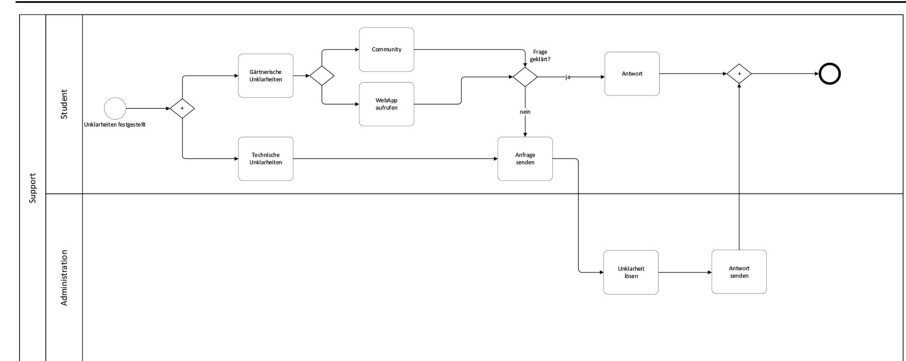 Support
Student
Administration
Unklarheiten festgestellt
+
Gärtnerische
Unklarheiten
Technische
Unklarheiten
Community
WebApp
aufrufen
Frage
geklärt?
ja
nein
Anfrage
senden
Antwort
+
Unklarheit
lösen
Antwort
senden